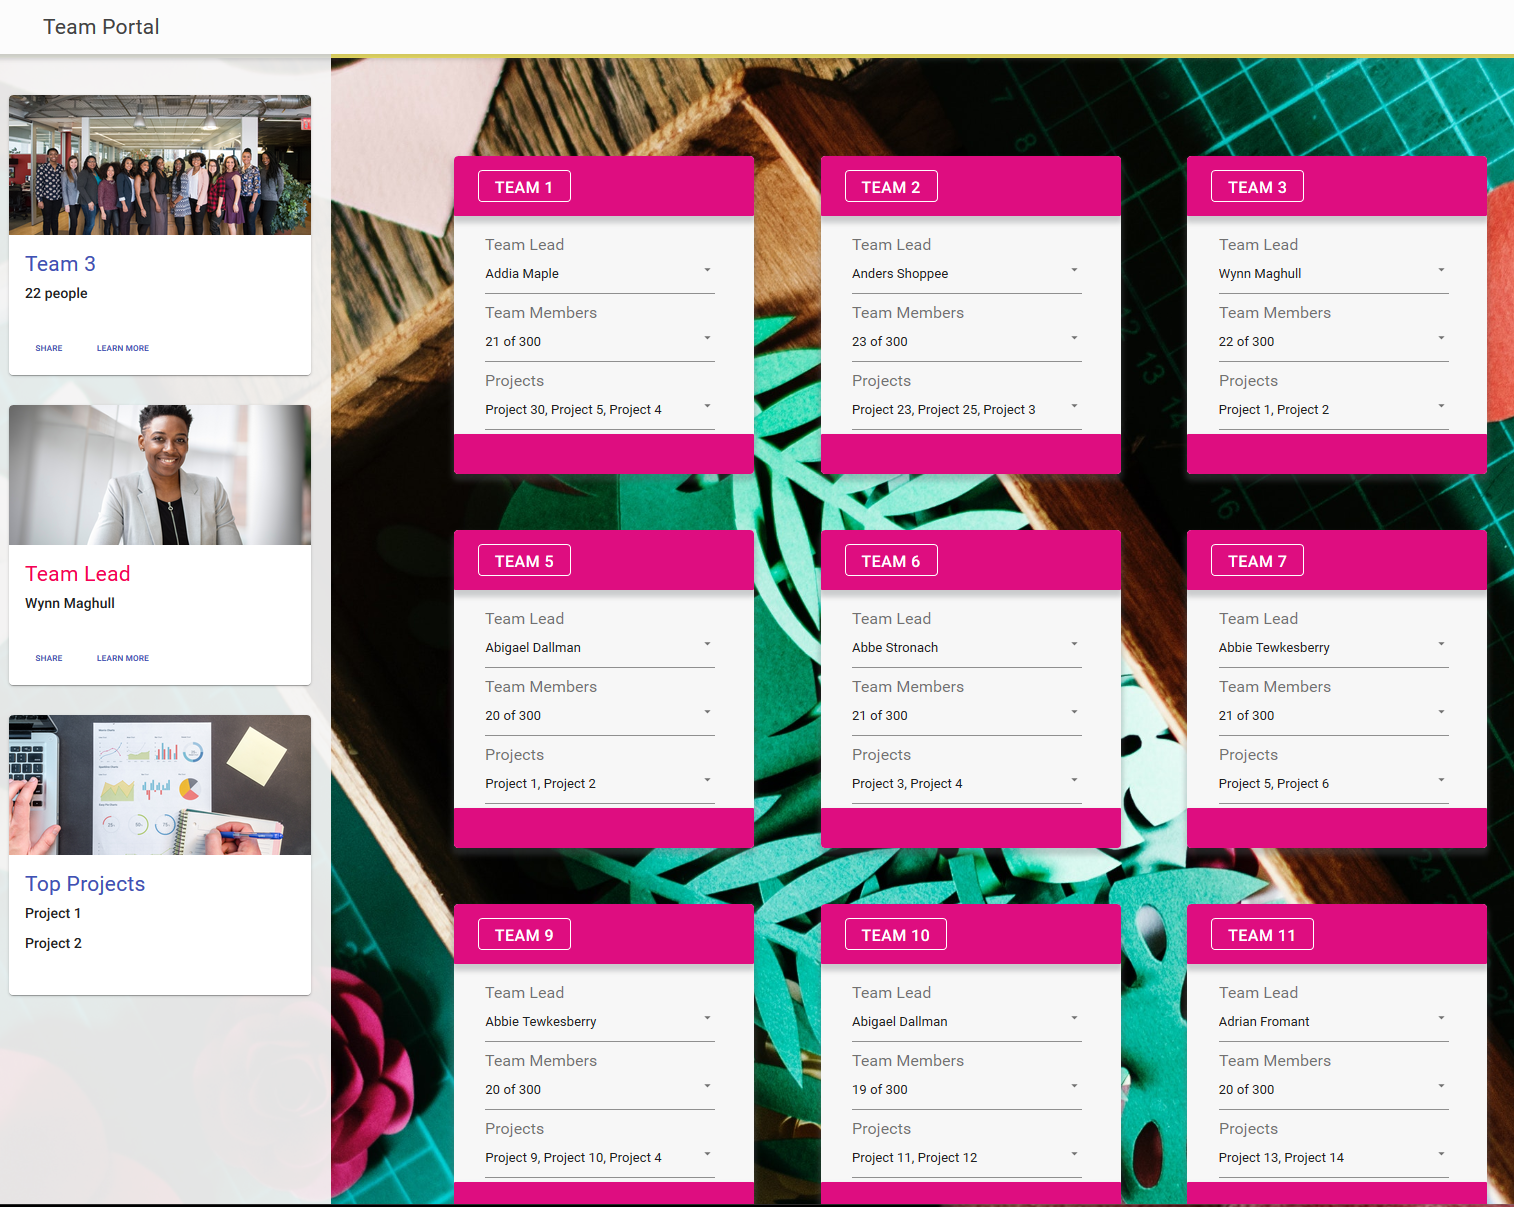 Team Portal
Team 3
22 people
SHARE LEARN MORE
Team Lead
Wynn Maghull
SHARE LEARN MORE
Top Projects
Project 1
Project 2
TEAM 1
Team Lead
Addia Maple
Team Members
21 of 300
Projects
Project 30, Project 5, Project 4
TEAM 2
Team Lead
Anders Shoppee
Team Members
23 of 300
Projects
Project 23, Project 25, Project 3
TEAM 3
Team Lead
Wynn Maghull
Team Members
22 of 300
Projects
Project 1, Project 2
TEAM 5
Team Lead
Abigael Dallman
Team Members
20 of 300
Projects
Project 1, Project 2
TEAM 6
Team Lead
Abbe Stronach
Team Members
21 of 300
Projects
Project 3, Project 4
TEAM 7
Team Lead
Abbie Tewkesberry
Team Members
21 of 300
Projects
Project 5, Project 6
TEAM 9
Team Lead
Abbie Tewkesberry
Team Members
20 of 300
Projects
Project 9, Project 10, Project 4
TEAM 10
Team Lead
Abigael Dallman
Team Members
19 of 300
Projects
Project 11, Project 12
TEAM 11
Team Lead
Adrian Fromant
Team Members
20 of 300
Projects
Project 13, Project 14
8
12
13
14
16
24